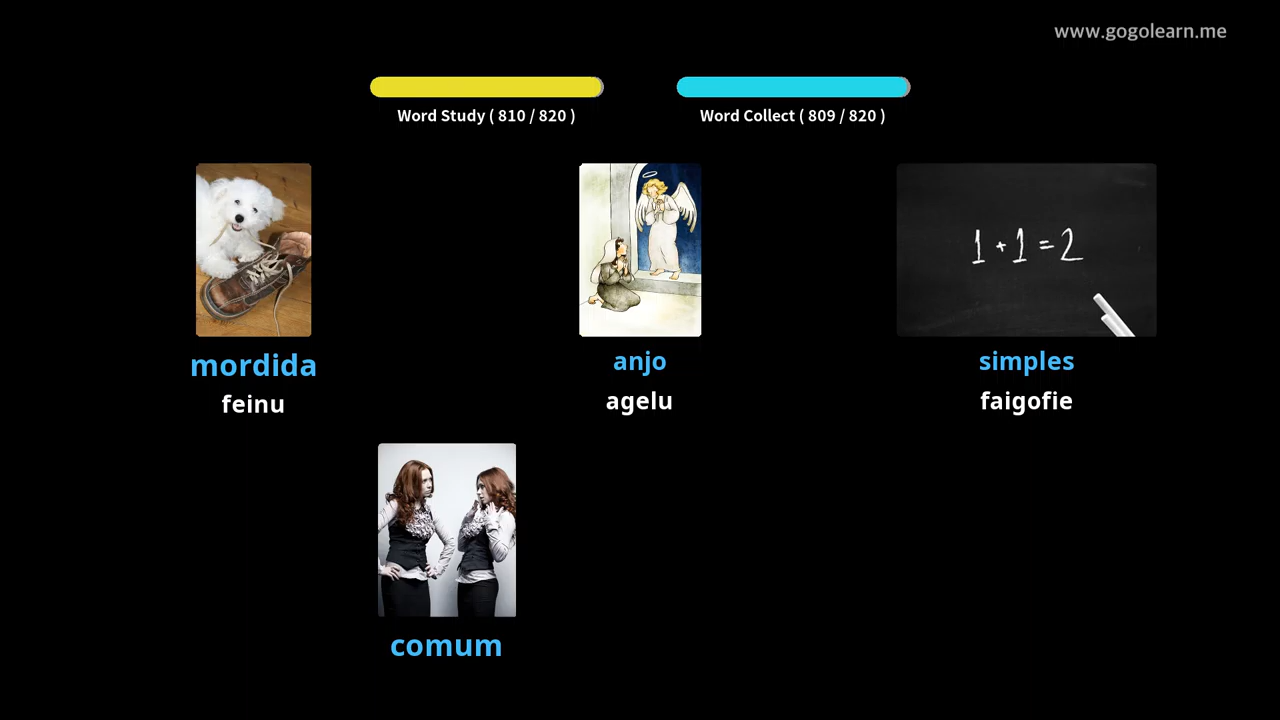 www.gogolearn.me
Word Study ( 810 / 820 )
Word Collect ( 809 / 820 )
1 + 1 = 2
mordida
anjo
simples
feinu
agelu
faigofie
comum